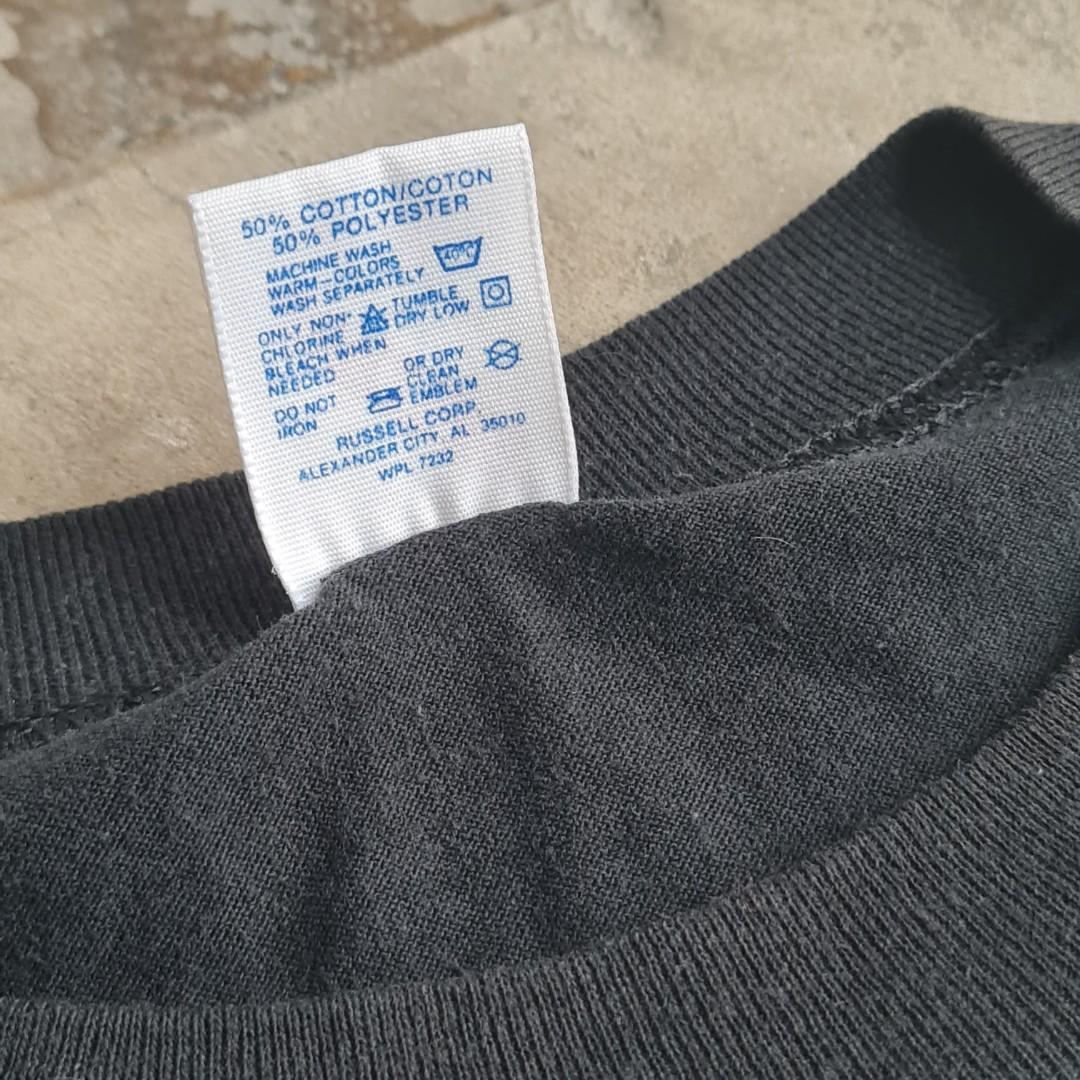 50% COTTON/COTON
50% POLYESTER
MACHINE WASH
WARM-COLORS
WASH SEPARATELY
40°C
ONLY NON-
CHLORINE
BLEACH WHEN
NEEDED
TUMBLE
DRY LOW
DO NOT
IRON
OR DRY
CLEAN
EMBLEM
RUSSELL CORP.
ALEXANDER CITY, AL 35010
WPL 7232